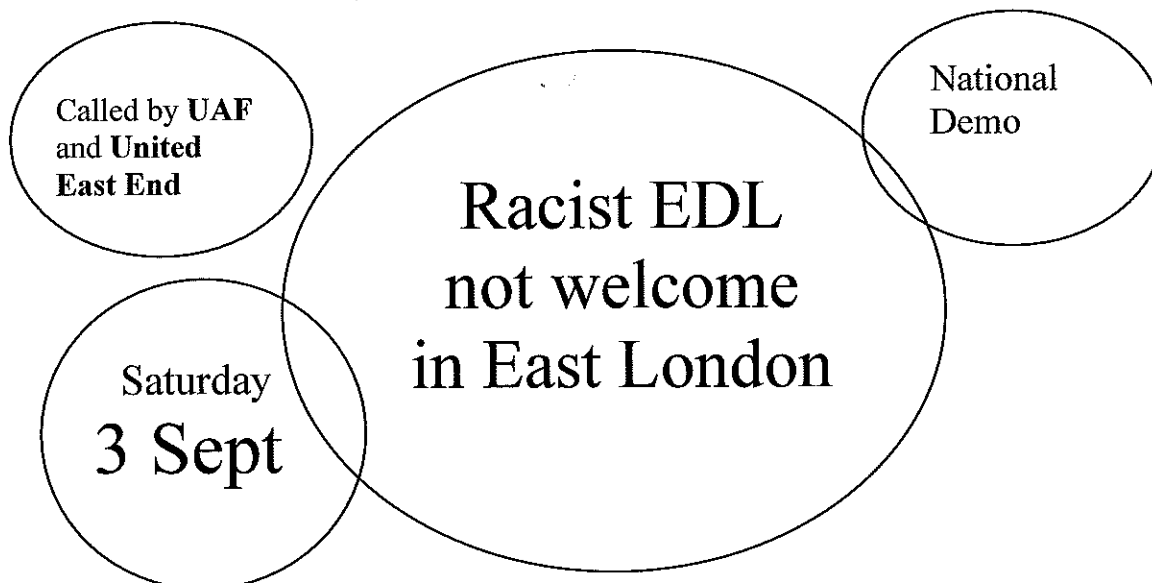 Called by UAF
and United
East End
National
Demo
Racist EDL
not welcome
in East London
Saturday
3 Sept